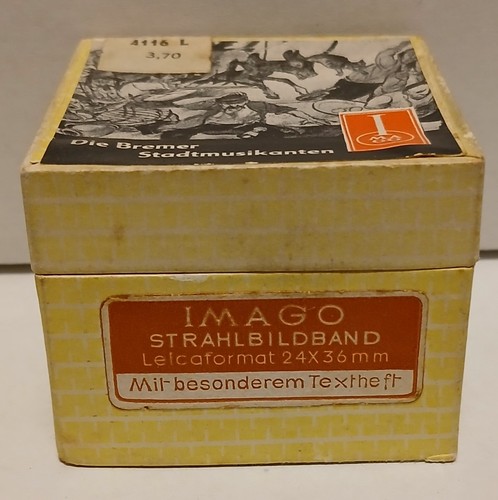 4116 L
3,70
Die Bremer
Stadtmusikanten
I
IMAGO
STRAHLBILDBAND
Leicaformat 24X36mm
Mit besonderem Textheft